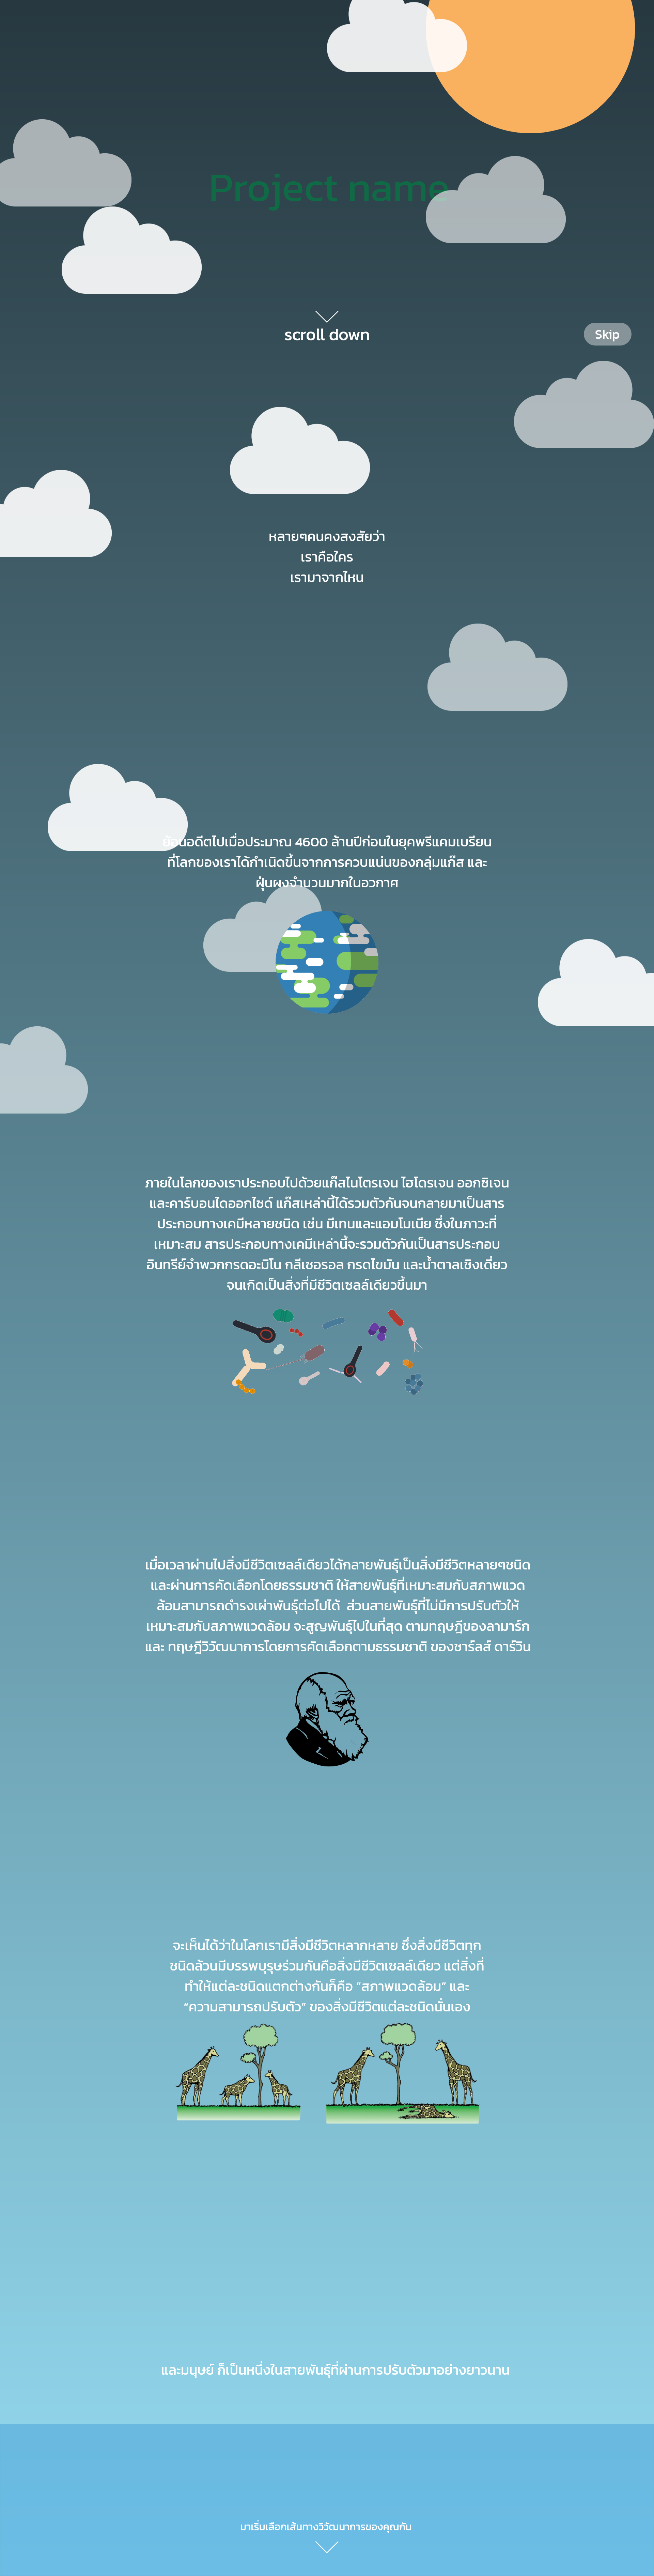 Project name
scroll down
Skip
หลายๆคนคงสงสัยว่า
เราคือใคร
เรามาจากไหน
ย้อนอดีตไปเมื่อประมาณ 4600 ล้านปีก่อนในยุคพรีแคมเบรียน
ที่โลกของเราได้กำเนิดขึ้นจากการควบแน่นของกลุ่มแก๊ส และ
ฝุ่นผงจำนวนมากในอวกาศ
ภายในโลกของเราประกอบไปด้วยแก๊สไนโตรเจน ไฮโดรเจน ออกซิเจน
และคาร์บอนไดออกไซด์ แก๊สเหล่านี้ได้รวมตัวกันจนกลายมาเป็นสาร
ประกอบทางเคมีหลายชนิด เช่น มีเทนและแอมโมเนีย ซึ่งในภาวะที่
เหมาะสม สารประกอบทางเคมีเหล่านี้จะรวมตัวกันเป็นสารประกอบ
อินทรีย์จำพวกกรดอะมิโน กลีเซอรอล กรดไขมัน และน้ำตาลเชิงเดี่ยว
จนเกิดเป็นสิ่งที่มีชีวิตเซลล์เดียวขึ้นมา
เมื่อเวลาผ่านไปสิ่งมีชีวิตเซลล์เดียวได้กลายพันธุ์เป็นสิ่งมีชีวิตหลายๆชนิด
และผ่านการคัดเลือกโดยธรรมชาติ ให้สายพันธุ์ที่เหมาะสมกับสภาพแวด
ล้อมสามารถดำรงเผ่าพันธุ์ต่อไปได้ ส่วนสายพันธุ์ที่ไม่มีการปรับตัวให้
เหมาะสมกับสภาพแวดล้อม จะสูญพันธุ์ไปในที่สุด ตามทฤษฎีของลามาร์ก
และ ทฤษฎีวิวัฒนาการโดยการคัดเลือกตามธรรมชาติ ของชาร์ลส์ ดาร์วิน
จะเห็นได้ว่าในโลกเรามีสิ่งมีชีวิตหลากหลาย ซึ่งสิ่งมีชีวิตทุก
ชนิดล้วนมีบรรพบุรุษร่วมกันคือสิ่งมีชีวิตเซลล์เดียว แต่สิ่งที่
ทำให้แต่ละชนิดแตกต่างกันก็คือ “สภาพแวดล้อม” และ
“ความสามารถปรับตัว” ของสิ่งมีชีวิตแต่ละชนิดนั่นเอง
และมนุษย์ ก็เป็นหนึ่งในสายพันธุ์ที่ผ่านการปรับตัวมาอย่างยาวนาน
มาเริ่มเลือกเส้นทางวิวัฒนาการของคุณกัน